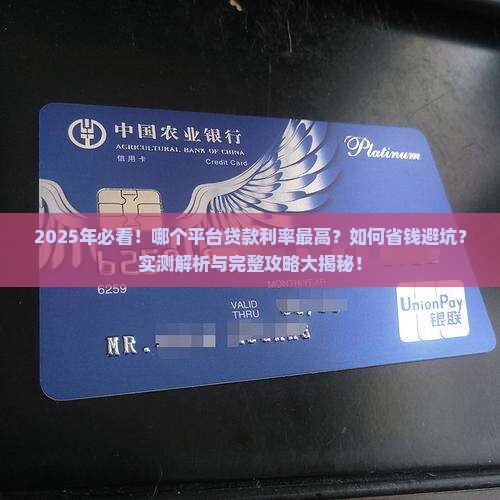 中国农业银行
AGRICULTURAL BANK OF CHINA
信用卡
Credit Card
Platinum
2025年必看！哪个平台贷款利率最高？如何省钱避坑？
实测解析与完整攻略大揭秘！
6259
MONTH/YEAR
VALID
THRU
UnionPay
银联
MR.